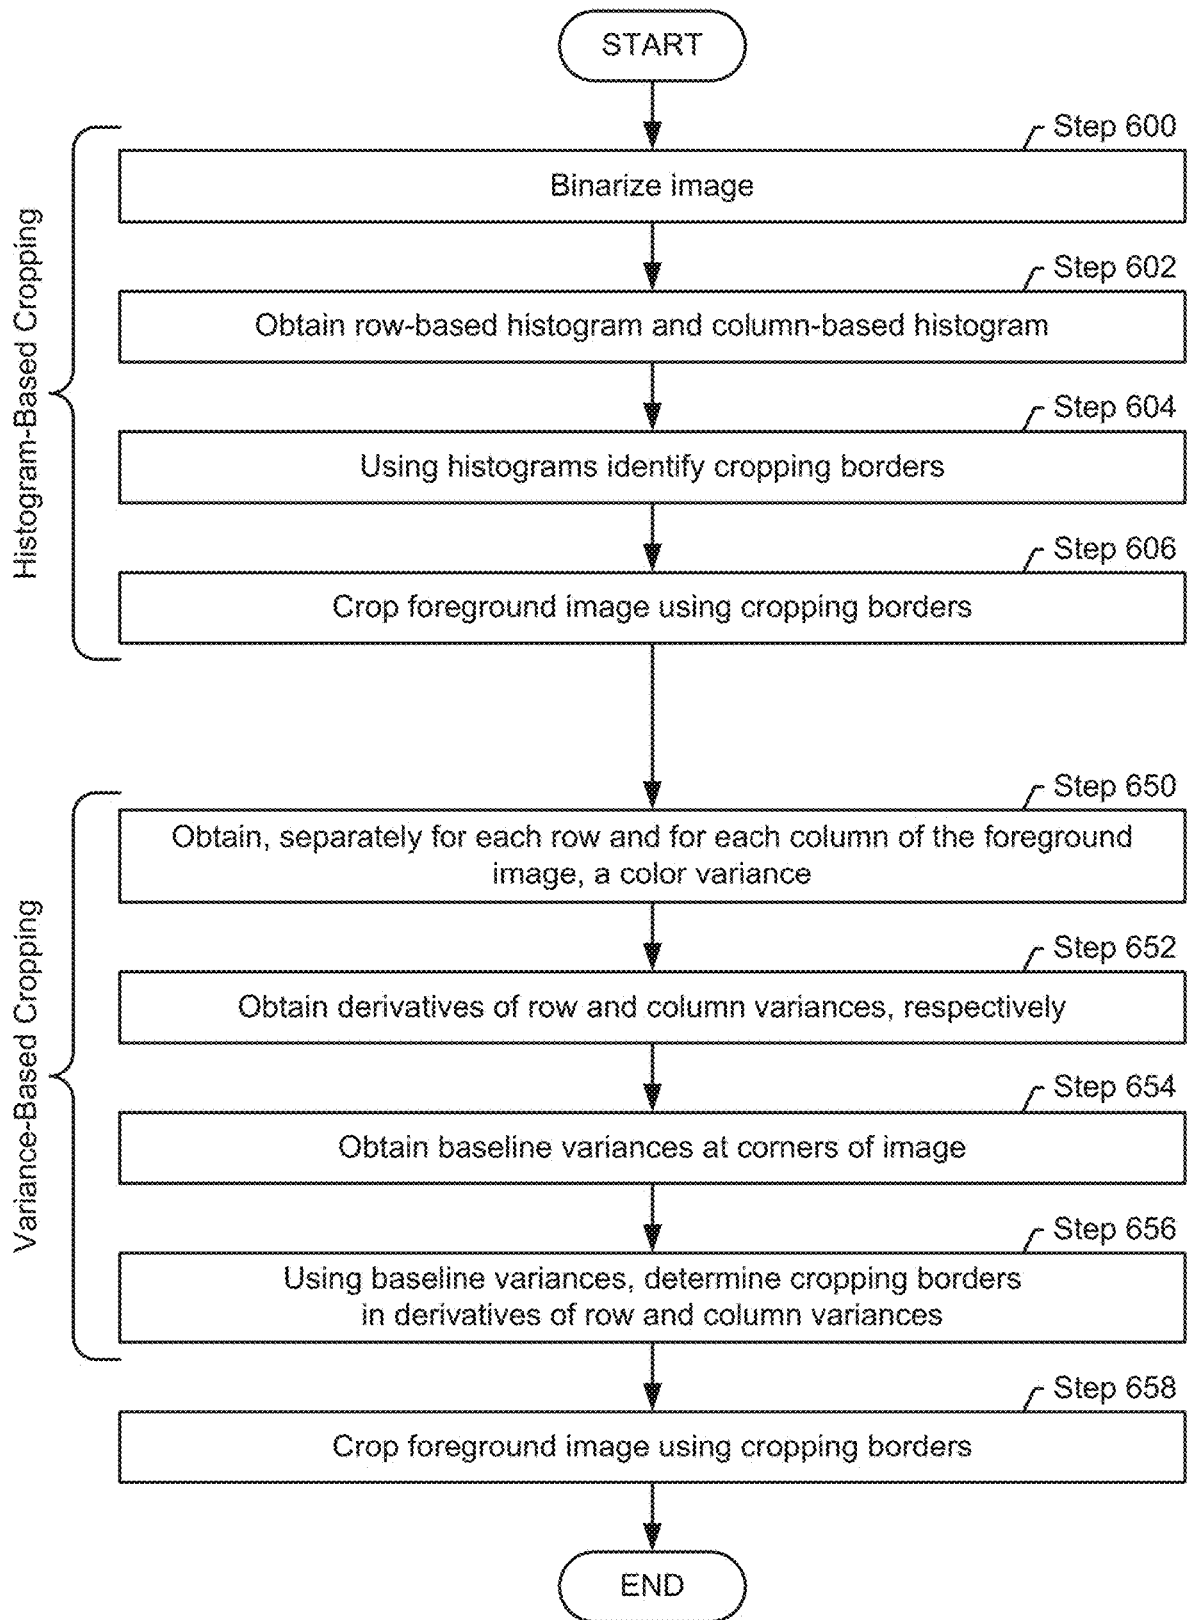 START
Histogram-Based Cropping
Step 600
Binarize image
Step 602
Obtain row-based histogram and column-based histogram
Step 604
Using histograms identify cropping borders
Step 606
Crop foreground image using cropping borders
Variance-Based Cropping
Step 650
Obtain, separately for each row and for each column of the foreground
image, a color variance
Step 652
Obtain derivatives of row and column variances, respectively
Step 654
Obtain baseline variances at corners of image
Step 656
Using baseline variances, determine cropping borders
in derivatives of row and column variances
Step 658
Crop foreground image using cropping borders
END